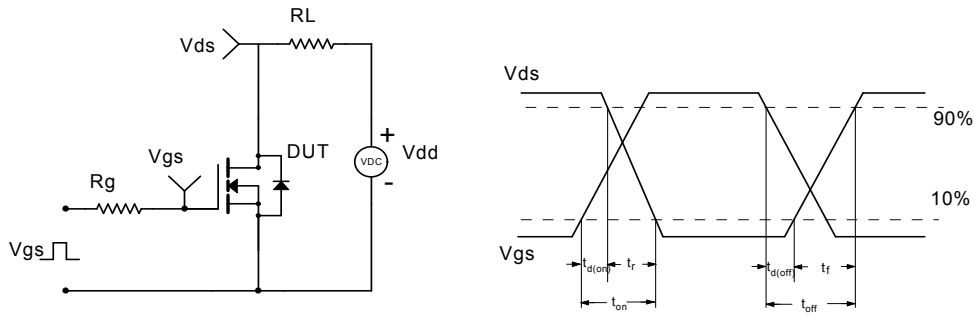 RL
Vds
Vgs
DUT
Rg
+
VDC
Vdd
-
Vgs
Vds
90%
10%
Vgs
td(on)
tr
td(off)
tf
ton
toff